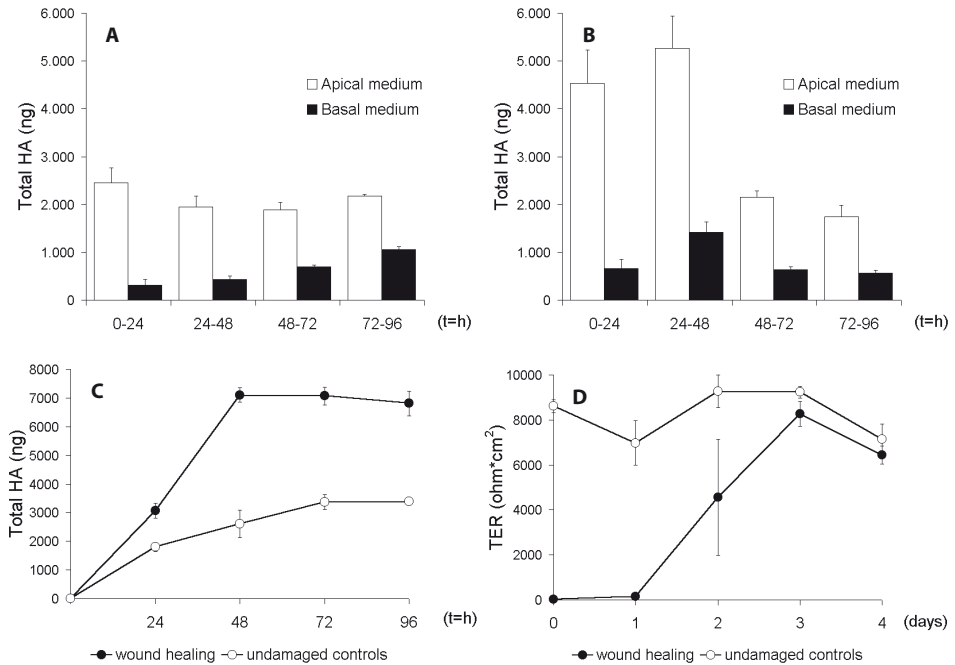 A
Total HA (ng)
6.000
5.000
4.000
3.000
2.000
1.000
0
Apical medium
Basal medium
0-24 24-48 48-72 72-96 (t=h)
B
Total HA (ng)
6.000
5.000
4.000
3.000
2.000
1.000
0
Apical medium
Basal medium
0-24 24-48 48-72 72-96 (t=h)
C
Total HA (ng)
8000
7000
6000
5000
4000
3000
2000
1000
0
24 48 72 96 (t=h)
wound healing undamaged controls
D
TER (ohm*cm²)
10000
8000
6000
4000
2000
0
0 1 2 3 4 (days)
wound healing undamaged controls